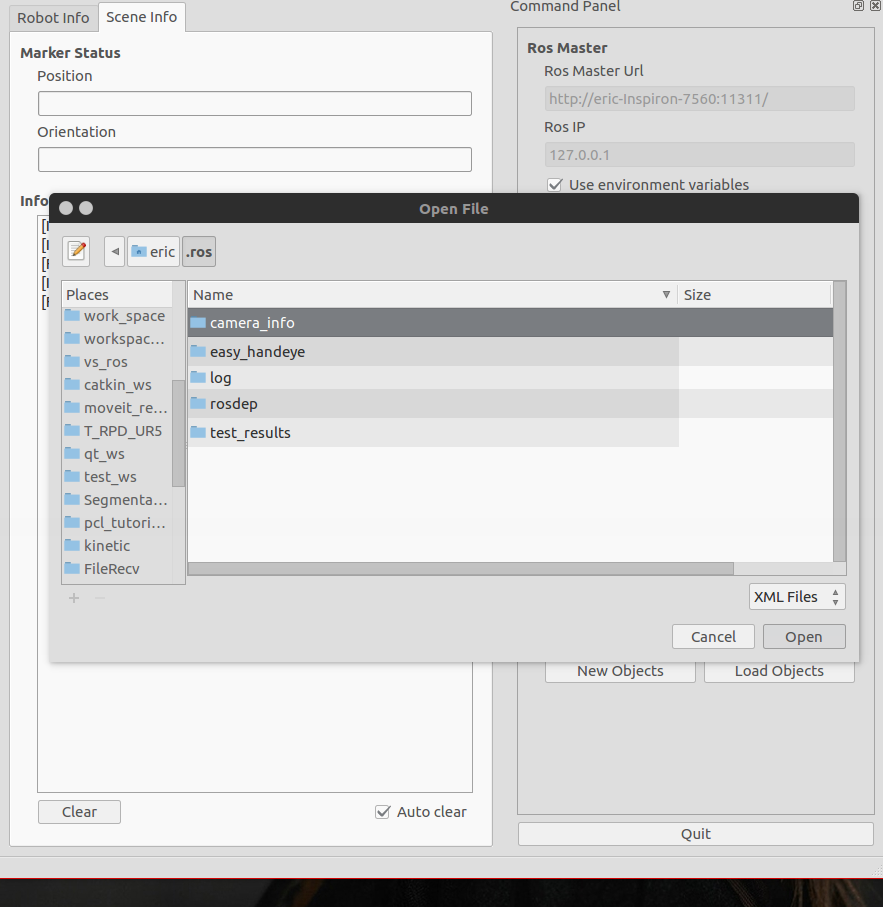 Robot Info
Scene Info
Marker Status
Position
Orientation
Info
Command Panel
Ros Master
Ros Master Url
http://eric-Inspiron-7560:11311/
Ros IP
127.0.0.1
Use environment variables
Open File
eric
.ros
Places
work_space
workspac...
vs_ros
catkin_ws
moveit_re...
T_RPD_UR5
qt_ws
test_ws
Segmenta...
pcl_tutori...
kinetic
FileRecv
Name
Size
camera_info
easy_handeye
log
rosdep
test_results
XML Files
Cancel
Open
New Objects
Load Objects
Clear
Auto clear
Quit